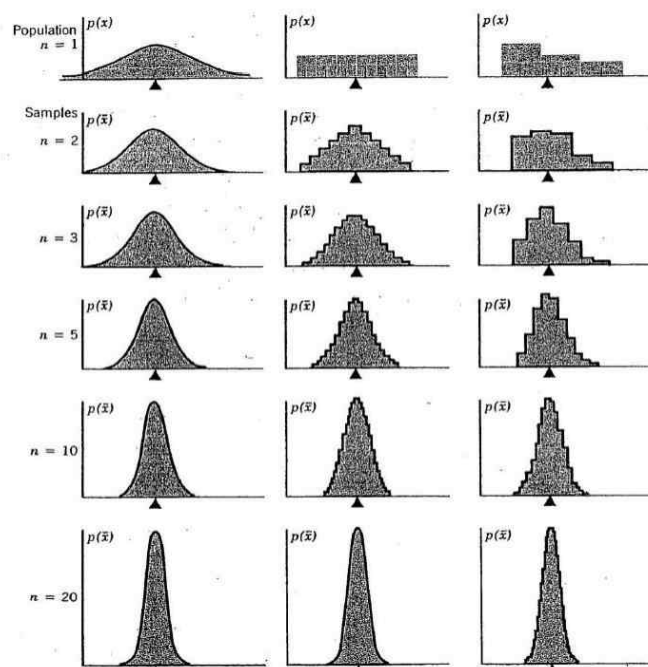 Population
n = 1
p(x)
p(x)
p(x)
Samples
n = 2
p(x̄)
p(x̄)
p(x̄)
n = 3
p(x̄)
p(x̄)
p(x̄)
n = 5
p(x̄)
p(x̄)
p(x̄)
n = 10
p(x̄)
p(x̄)
p(x̄)
n = 20
p(x̄)
p(x̄)
p(x̄)